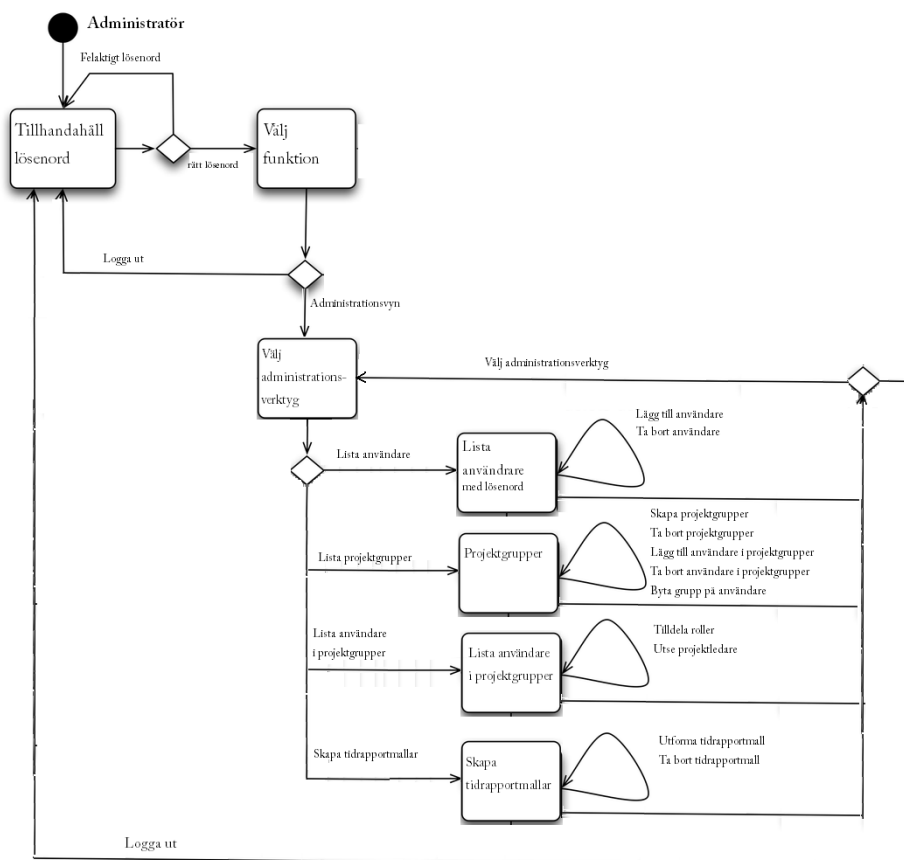 Administratör
Felaktigt lösenord
Tillhandahåll
lösenord
rätt lösenord
Välj
funktion
Logga ut
Administrationsvyn
Välj
administrations-
verktyg
Välj administrationsverktyg
Lista användare
Lista
användrare
med lösenord
Lägg till användare
Ta bort användare
Lista projektgrupper
Projektgrupper
Skapa projektgrupper
Ta bort projektgrupper
Lägg till användare i projektgrupper
Ta bort användare i projektgrupper
Byta grupp på användare
Lista användare
i projektgrupper
Lista användare
i projektgrupper
Tilldela roller
Utse projektledare
Skapa tidrapportmallar
Skapa
tidrapportmallar
Utforma tidrapportmall
Ta bort tidrapportmall
Logga ut